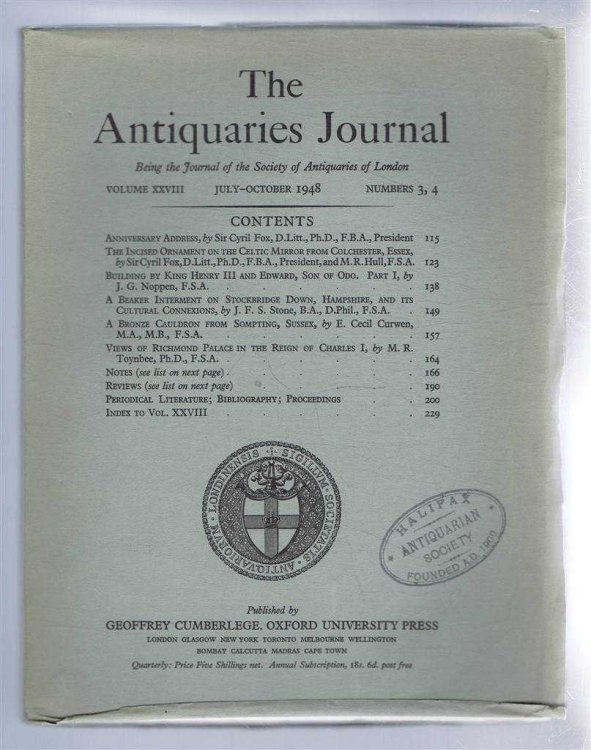 The
Antiquaries Journal
Being the Journal of the Society of Antiquaries of London
VOLUME XXVIII JULY–OCTOBER 1948 NUMBERS 3, 4
CONTENTS
ANNIVERSARY ADDRESS, by Sir Cyril Fox, D.Litt., Ph.D., F.B.A., President 115
THE INCISED ORNAMENT ON THE CELTIC MIRROR FROM COLCHESTER, ESSEX,
by Sir Cyril Fox, D.Litt., Ph.D., F.B.A., President, and M. R. Hull, F.S.A. 123
BUILDING BY KING HENRY III AND EDWARD, SON OF ODO. PART I, by
J. G. Noppen, F.S.A. . . . . . . 138
A BEAKER INTERMENT ON STOCKBRIDGE DOWN, HAMPSHIRE, AND ITS
CULTURAL CONNEXIONS, by J. F. S. Stone, B.A., D.Phil., F.S.A. . 149
A BRONZE CAULDRON FROM SOMPTING, SUSSEX, by E. Cecil Curwen,
M.A., M.B., F.S.A. . . . . . . 157
VIEWS OF RICHMOND PALACE IN THE REIGN OF CHARLES I, by M. R.
Toynbee, Ph.D., F.S.A. . . . . . . 164
NOTES (see list on next page) . . . . . . 166
REVIEWS (see list on next page) . . . . . 190
PERIODICAL LITERATURE; BIBLIOGRAPHY; PROCEEDINGS . 200
INDEX TO VOL. XXVIII . . . . . . 229
SIGILLUM · SOCIETATIS · ANTIQUARIORUM · LONDINENSIS
HALIFAX
ANTIQUARIAN
SOCIETY
FOUNDED A.D. 1900
Published by
GEOFFREY CUMBERLEGE. OXFORD UNIVERSITY PRESS
LONDON GLASGOW NEW YORK TORONTO MELBOURNE WELLINGTON
BOMBAY CALCUTTA MADRAS CAPE TOWN
Quarterly: Price Five Shillings net. Annual Subscription, 18s. 6d. post free